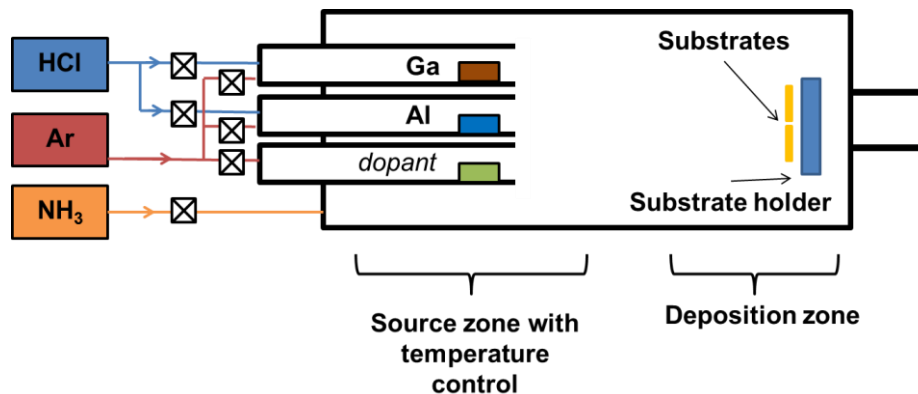 HCl
Ar
NH₃
Ga
Al
dopant
Substrates
Substrate holder
Source zone with
temperature
control
Deposition zone